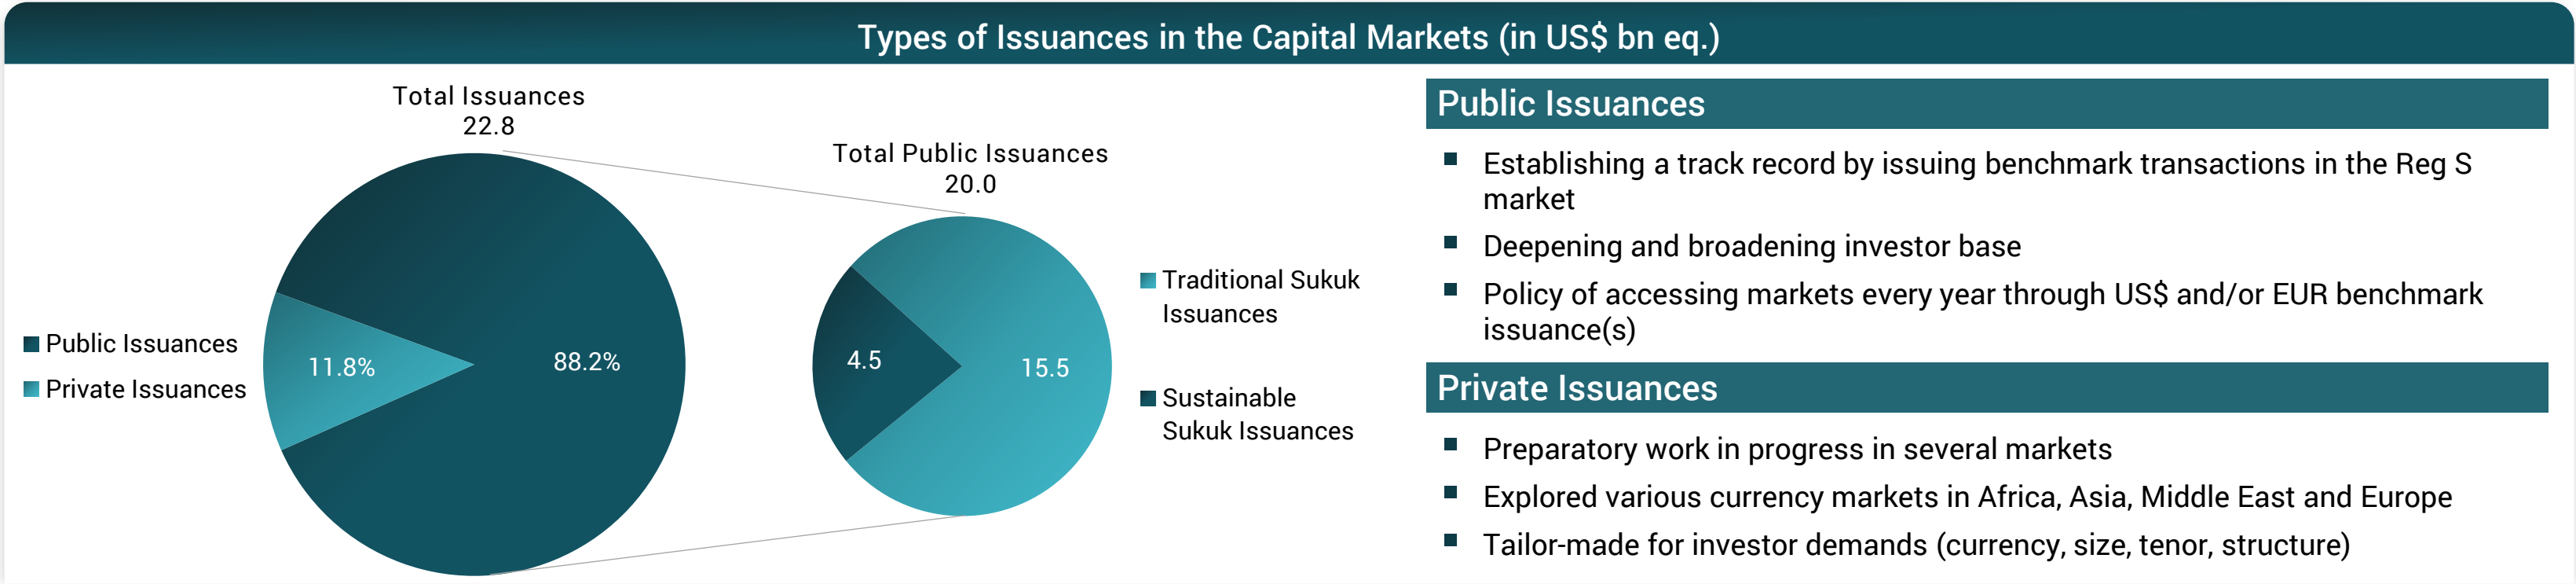 Types of Issuances in the Capital Markets (in US$ bn eq.)
Total Issuances
22.8
Total Public Issuances
20.0
Public Issuances
Private Issuances
11.8%
88.2%
4.5
15.5
Traditional Sukuk
Issuances
Sustainable
Sukuk Issuances
Public Issuances
Establishing a track record by issuing benchmark transactions in the Reg S
market
Deepening and broadening investor base
Policy of accessing markets every year through US$ and/or EUR benchmark
issuance(s)
Private Issuances
Preparatory work in progress in several markets
Explored various currency markets in Africa, Asia, Middle East and Europe
Tailor-made for investor demands (currency, size, tenor, structure)